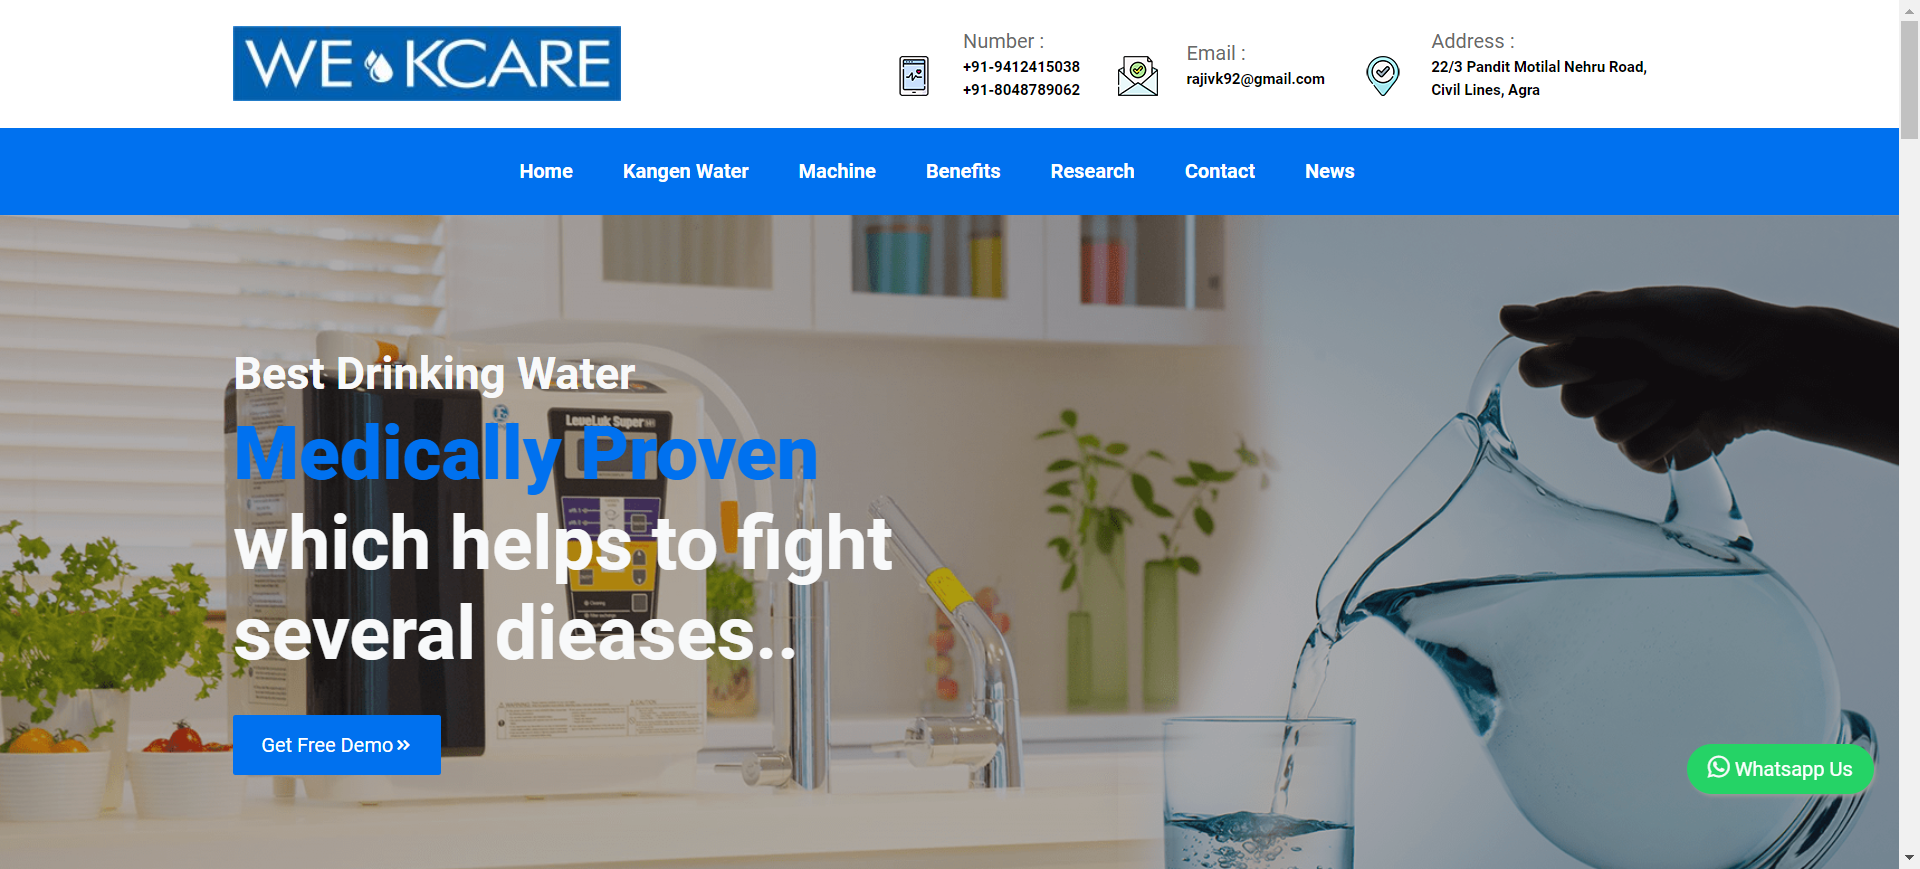 WE KCARE
Number :
+91-9412415038
+91-8048789062
Email :
rajivk92@gmail.com
Address :
22/3 Pandit Motilal Nehru Road,
Civil Lines, Agra
Home Kangen Water Machine Benefits Research Contact News
Best Drinking Water
Medically Proven
which helps to fight
several dieases..
LeveLuk Super
Get Free Demo
Whatsapp Us